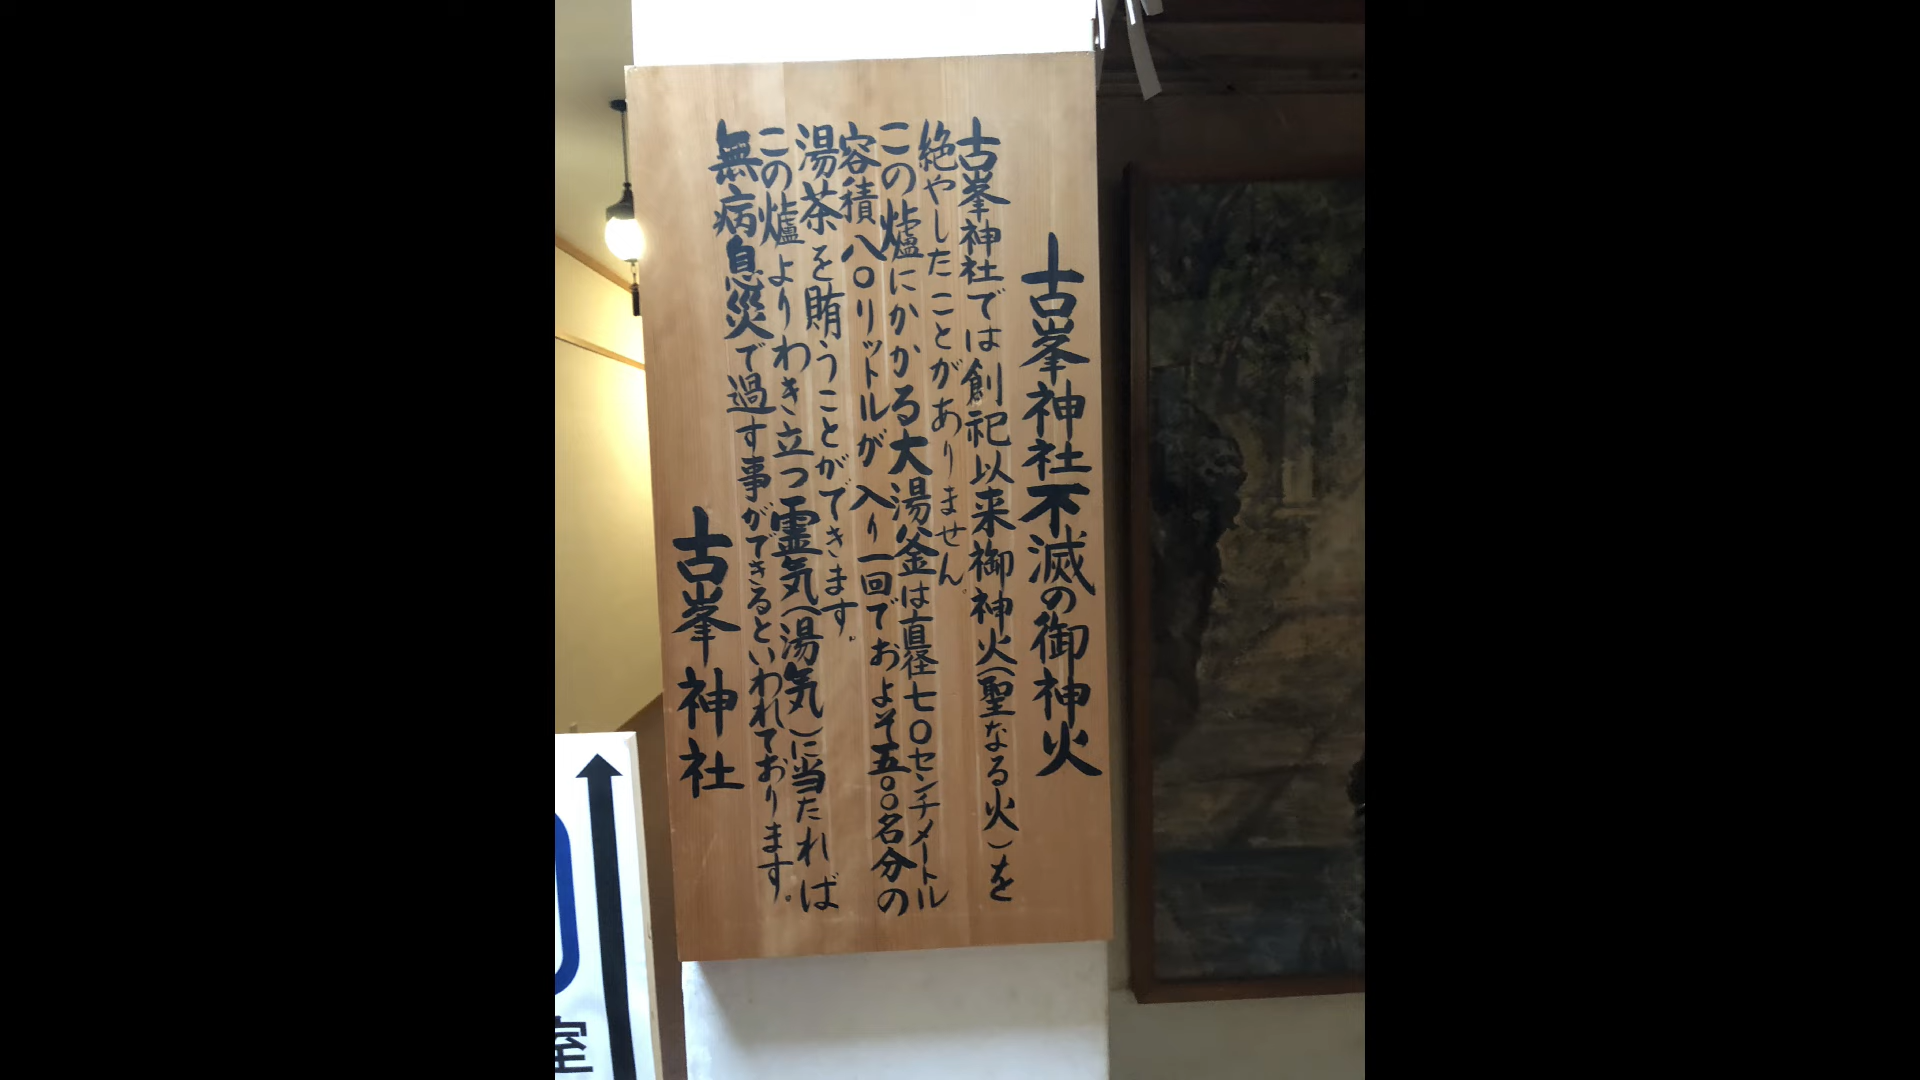 古峯神社不滅の御神火
古峯神社では創祀以来御神火(聖なる火)を
絶やしたことがありません。
この爐にかかる大湯釜は直径七〇センチメートル
容積八〇リットルが入り一回でおよそ五〇〇名分の
湯茶を賄うことができます。
この爐よりわき立つ霊気(湯気)に当たれば
無病息災で過す事ができるといわれております。
古峯神社
室